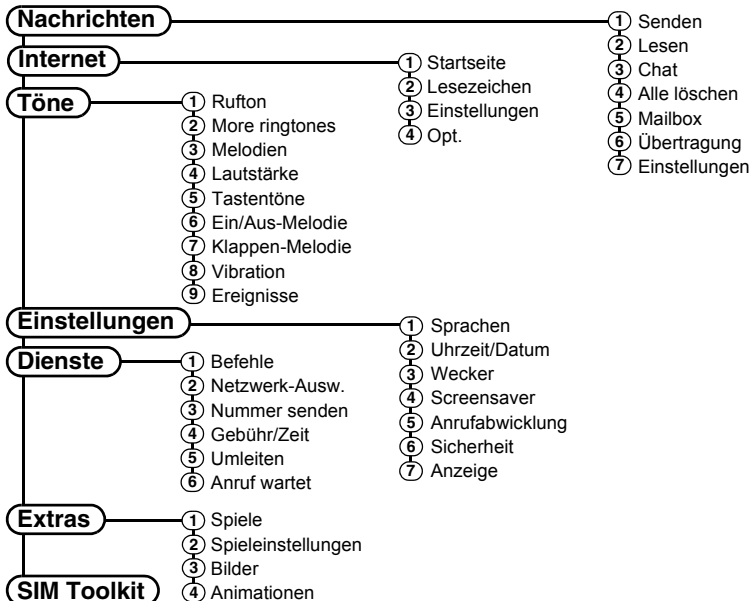 Nachrichten
1 Senden
2 Lesen
3 Chat
4 Alle löschen
5 Mailbox
6 Übertragung
7 Einstellungen
Internet
1 Startseite
2 Lesezeichen
3 Einstellungen
4 Opt.
Töne
1 Rufton
2 More ringtones
3 Melodien
4 Lautstärke
5 Tastentöne
6 Ein/Aus-Melodie
7 Klappen-Melodie
8 Vibration
9 Ereignisse
Einstellungen
1 Sprachen
2 Uhrzeit/Datum
3 Wecker
4 Screensaver
5 Anrufabwicklung
6 Sicherheit
7 Anzeige
Dienste
1 Befehle
2 Netzwerk-Ausw.
3 Nummer senden
4 Gebühr/Zeit
5 Umleiten
6 Anruf wartet
Extras
1 Spiele
2 Spieleinstellungen
3 Bilder
4 Animationen
SIM Toolkit